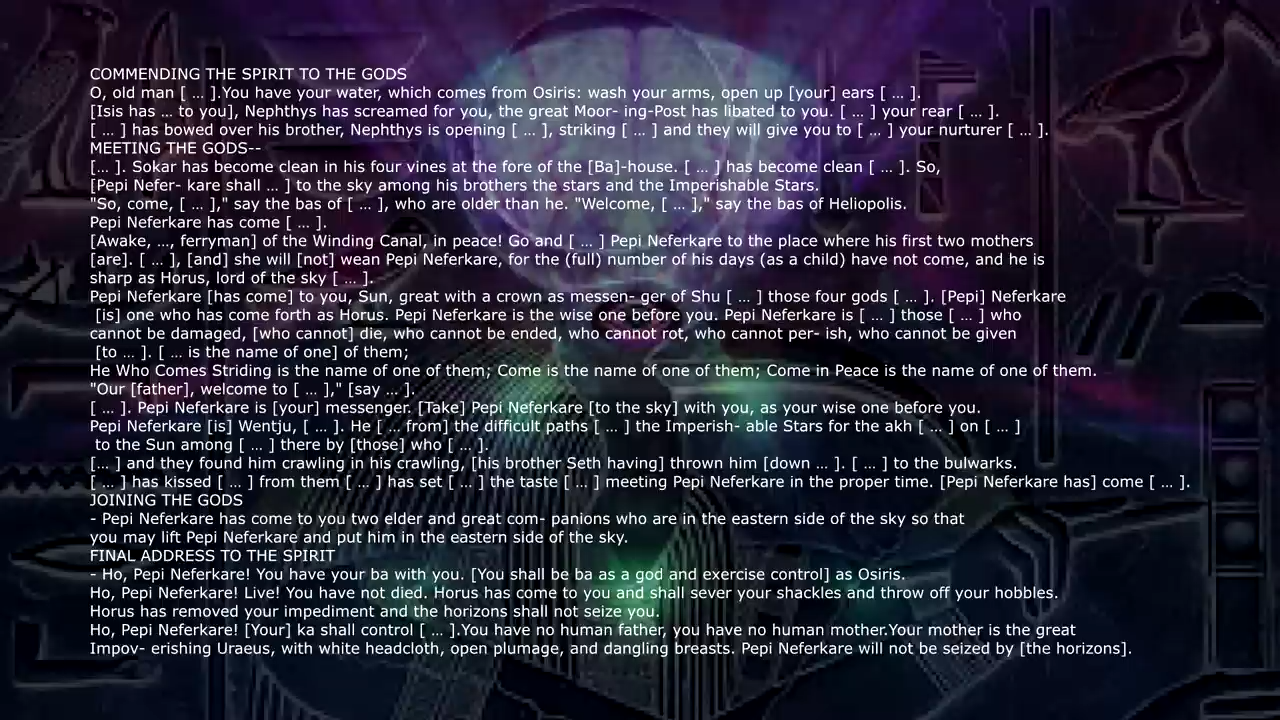 COMMENDING THE SPIRIT TO THE GODS
O, old man [ ... ].You have your water, which comes from Osiris: wash your arms, open up [your] ears [ ... ].
[Isis has ... to you], Nephthys has screamed for you, the great Moor- ing-Post has libated to you. [ ... ] your rear [ ... ].
[ ... ] has bowed over his brother, Nephthys is opening [ ... ], striking [ ... ] and they will give you to [ ... ] your nurturer [ ... ].
MEETING THE GODS--
[... ]. Sokar has become clean in his four vines at the fore of the [Ba]-house. [ ... ] has become clean [ ... ]. So,
[Pepi Nefer- kare shall ... ] to the sky among his brothers the stars and the Imperishable Stars.
"So, come, [ ... ]," say the bas of [ ... ], who are older than he. "Welcome, [ ... ]," say the bas of Heliopolis.
Pepi Neferkare has come [ ... ].
[Awake, ..., ferryman] of the Winding Canal, in peace! Go and [ ... ] Pepi Neferkare to the place where his first two mothers
[are]. [ ... ], [and] she will [not] wean Pepi Neferkare, for the (full) number of his days (as a child) have not come, and he is
sharp as Horus, lord of the sky [ ... ].
Pepi Neferkare [has come] to you, Sun, great with a crown as messen- ger of Shu [ ... ] those four gods [ ... ]. [Pepi] Neferkare
[is] one who has come forth as Horus. Pepi Neferkare is the wise one before you. Pepi Neferkare is [ ... ] those [ ... ] who
cannot be damaged, [who cannot] die, who cannot be ended, who cannot rot, who cannot per- ish, who cannot be given
[to ... ]. [ ... is the name of one] of them;
He Who Comes Striding is the name of one of them; Come is the name of one of them; Come in Peace is the name of one of them.
"Our [father], welcome to [ ... ]," [say ... ].
[ ... ]. Pepi Neferkare is [your] messenger. [Take] Pepi Neferkare [to the sky] with you, as your wise one before you.
Pepi Neferkare [is] Wentju, [ ... ]. He [ ... from] the difficult paths [ ... ] the Imperish- able Stars for the akh [ ... ] on [ ... ]
to the Sun among [ ... ] there by [those] who [ ... ].
[... ] and they found him crawling in his crawling, [his brother Seth having] thrown him [down ... ]. [ ... ] to the bulwarks.
[ ... ] has kissed [ ... ] from them [ ... ] has set [ ... ] the taste [ ... ] meeting Pepi Neferkare in the proper time. [Pepi Neferkare has] come [ ... ].
JOINING THE GODS
- Pepi Neferkare has come to you two elder and great com- panions who are in the eastern side of the sky so that
you may lift Pepi Neferkare and put him in the eastern side of the sky.
FINAL ADDRESS TO THE SPIRIT
- Ho, Pepi Neferkare! You have your ba with you. [You shall be ba as a god and exercise control] as Osiris.
Ho, Pepi Neferkare! Live! You have not died. Horus has come to you and shall sever your shackles and throw off your hobbles.
Horus has removed your impediment and the horizons shall not seize you.
Ho, Pepi Neferkare! [Your] ka shall control [ ... ].You have no human father, you have no human mother.Your mother is the great
Impov- erishing Uraeus, with white headcloth, open plumage, and dangling breasts. Pepi Neferkare will not be seized by [the horizons].